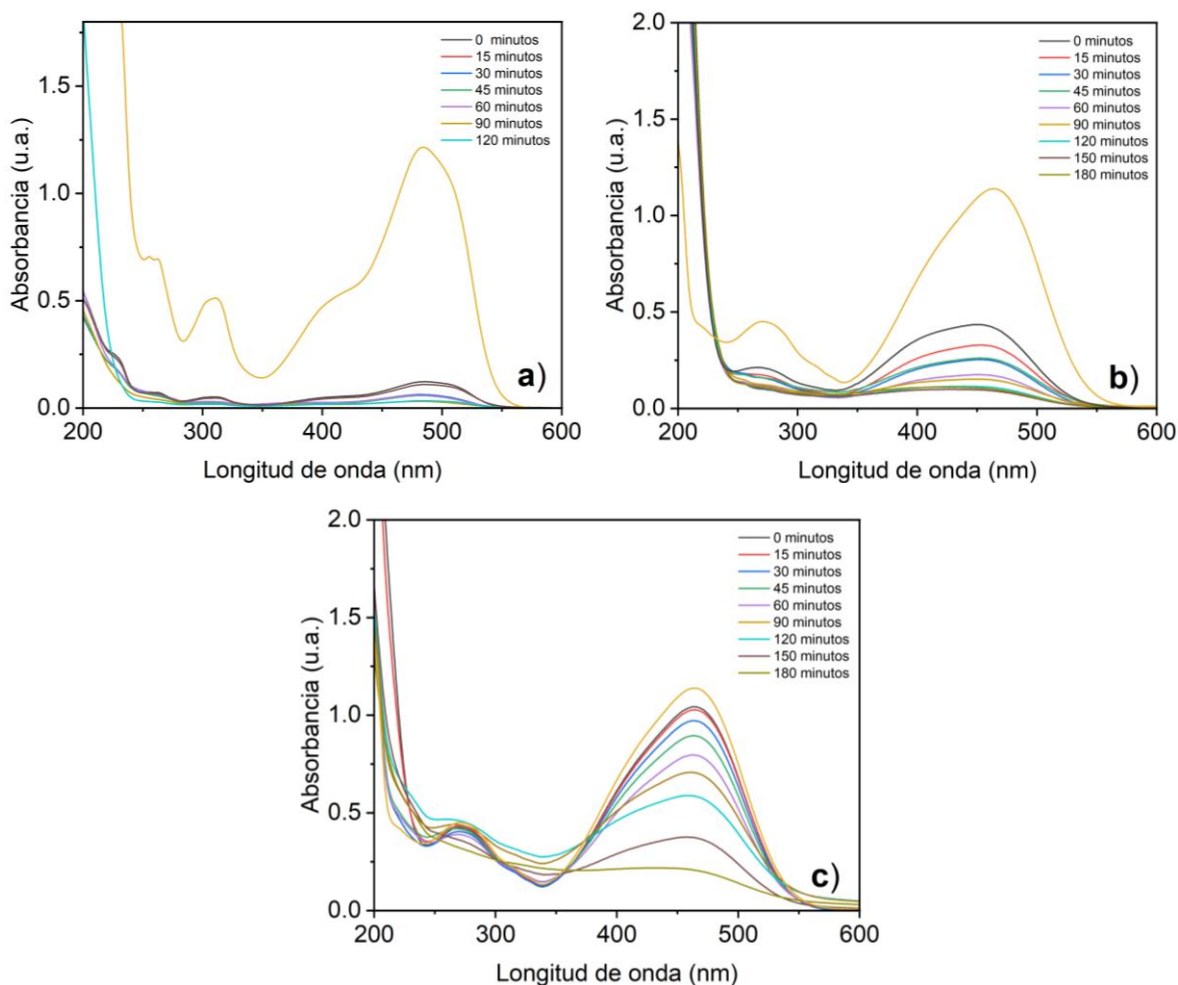 0 minutos
15 minutos
30 minutos
45 minutos
60 minutos
90 minutos
120 minutos
1.5
1.0
0.5
0.0
Absorbancia (u.a.)
a)
200 300 400 500 600
Longitud de onda (nm)
2.0
1.5
1.0
0.5
0.0
Absorbancia (u.a.)
0 minutos
15 minutos
30 minutos
45 minutos
60 minutos
90 minutos
120 minutos
150 minutos
180 minutos
b)
200 300 400 500 600
Longitud de onda (nm)
2.0
1.5
1.0
0.5
0.0
Absorbancia (u.a.)
0 minutos
15 minutos
30 minutos
45 minutos
60 minutos
90 minutos
120 minutos
150 minutos
180 minutos
c)
200 300 400 500 600
Longitud de onda (nm)